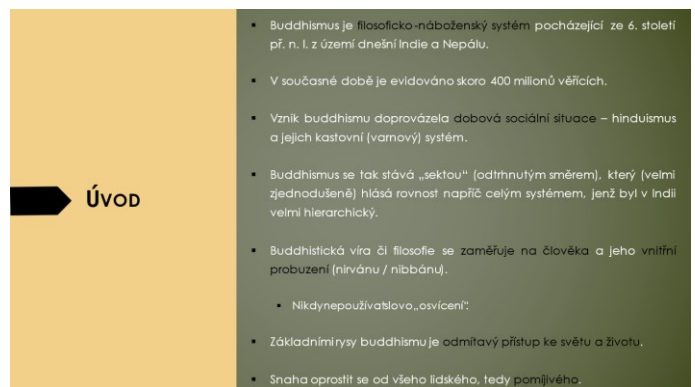 Úvod
▪ Buddhismus je filosoficko-náboženský systém pocházející ze 6. století
př. n. l. z území dnešní Indie a Nepálu.
▪ V současné době je evidováno skoro 400 milionů věřících.
▪ Vznik buddhismu doprovázela dobová sociální situace – hinduismus
a jejich kastovní (varnový) systém.
▪ Buddhismus se tak stává „sektou“ (odtrhnutým směrem), který (velmi
zjednodušeně) hlásá rovnost napříč celým systémem, jenž byl v Indii
velmi hierarchický.
▪ Buddhistická víra či filosofie se zaměřuje na člověka a jeho vnitřní
probuzení (nirvánu / nibbánu).
▪ Nikdy nepoužívat slovo „osvícení“.
▪ Základními rysy buddhismu je odmítavý přístup ke světu a životu.
▪ Snaha oprostit se od všeho lidského, tedy pomíjivého.